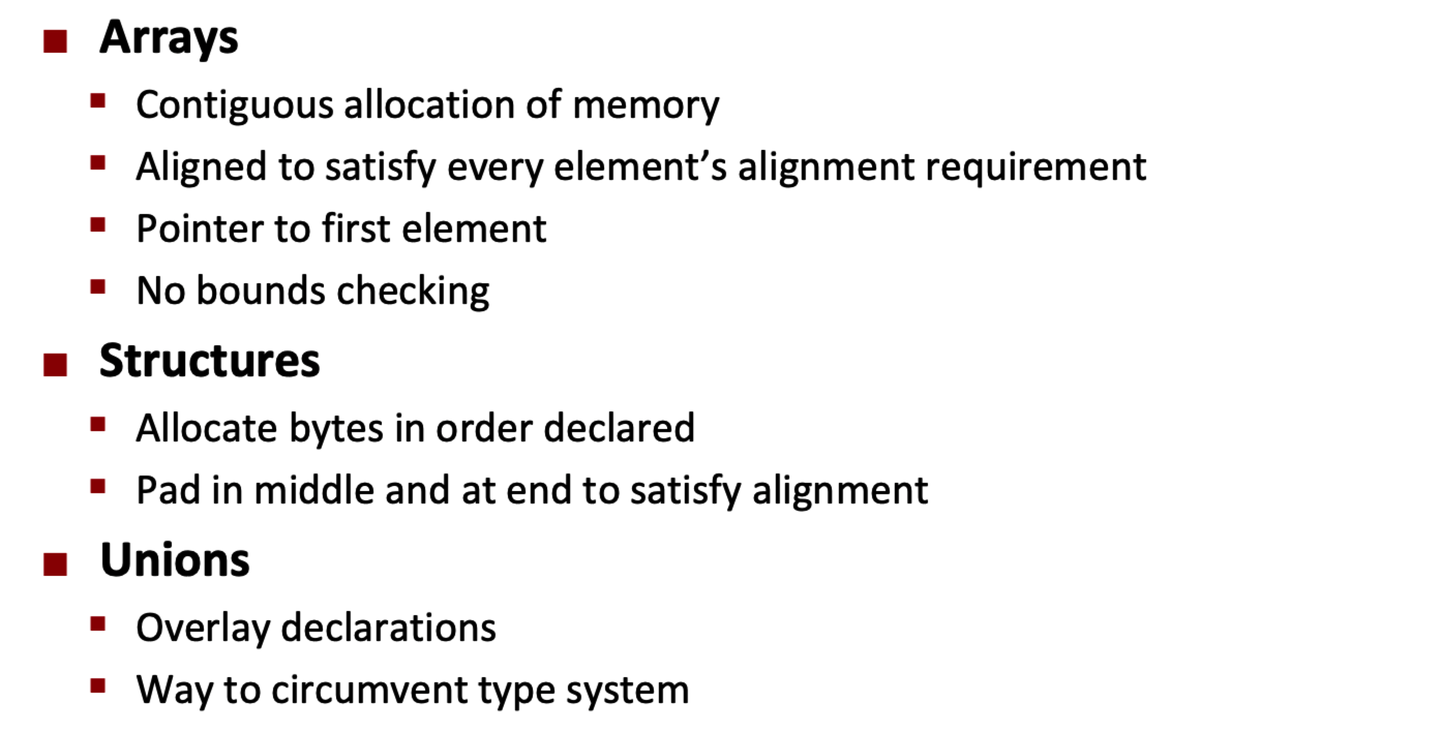 Arrays
Contiguous allocation of memory
Aligned to satisfy every element’s alignment requirement
Pointer to first element
No bounds checking
Structures
Allocate bytes in order declared
Pad in middle and at end to satisfy alignment
Unions
Overlay declarations
Way to circumvent type system